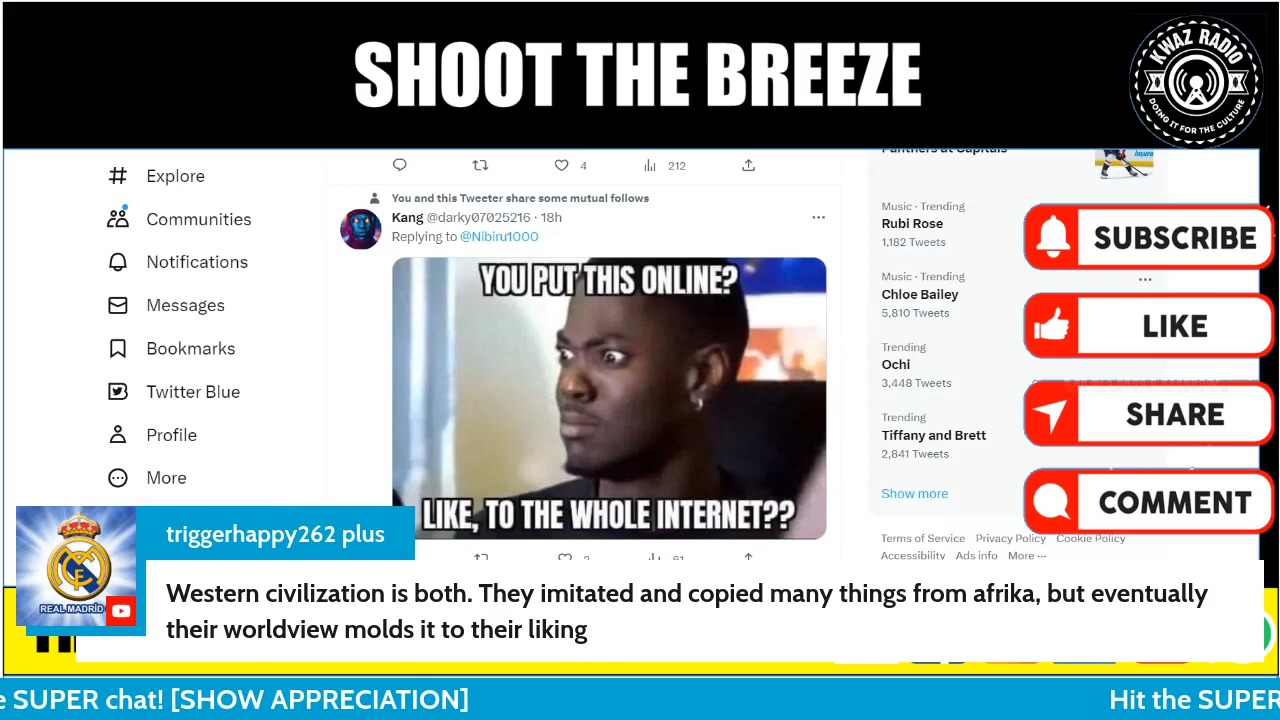 SHOOT THE BREEZE
KWAZ RADIO
DOING IT FOR THE CULTURE
4
212
Explore
Communities
Notifications
Messages
Bookmarks
Twitter Blue
Profile
More
You and this Tweeter share some mutual follows
Kang @darky07025216 · 18h
Replying to @Nibiru1000
YOU PUT THIS ONLINE?
LIKE, TO THE WHOLE INTERNET??
2
61
Panthers at Capitals
Music · Trending
Rubi Rose
1,182 Tweets
Music · Trending
Chloe Bailey
5,810 Tweets
Trending
Ochi
3,448 Tweets
Trending
Tiffany and Brett
2,841 Tweets
Show more
Terms of Service Privacy Policy Cookie Policy
Accessibility Ads info More ···
SUBSCRIBE
LIKE
SHARE
COMMENT
triggerhappy262 plus
REAL MADRID
Western civilization is both. They imitated and copied many things from afrika, but eventually
their worldview molds it to their liking
e SUPER chat! [SHOW APPRECIATION]
Hit the SUPER